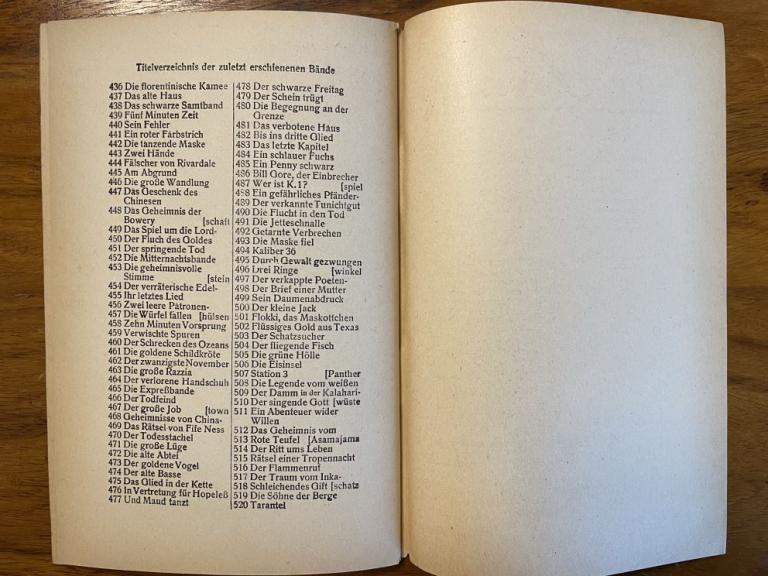 Titelverzeichnis der zuletzt erschienenen Bände
436 Die florentinische Kamee
437 Das alte Haus
438 Das schwarze Samtband
439 Fünf Minuten Zeit
440 Sein Fehler
441 Ein roter Farbstrich
442 Die tanzende Maske
443 Zwei Hände
444 Fälscher von Rivardale
445 Am Abgrund
446 Die große Wandlung
447 Das Geschenk des
Chinesen
448 Das Geheimnis der
Bowery [schaft
449 Das Spiel um die Lord-
450 Der Fluch des Goldes
451 Der springende Tod
452 Die Mitternachtsbande
453 Die geheimnisvolle
Stimme [stein
454 Der verräterische Edel-
455 Ihr letztes Lied
456 Zwei leere Patronen-
457 Die Würfel fallen [hülsen
458 Zehn Minuten Vorsprung
459 Verwischte Spuren
460 Der Schrecken des Ozeans
461 Die goldene Schildkröte
462 Der zwanzigste November
463 Die große Razzia
464 Der verlorene Handschuh
465 Die Expreßbande
466 Der Todfeind
467 Der große Job [town
468 Geheimnisse von China-
469 Das Rätsel von Fife Ness
470 Der Todesstachel
471 Die große Lüge
472 Die alte Abtei
473 Der goldene Vogel
474 Der alte Basse
475 Das Glied in der Kette
476 In Vertretung für Hopeleß
477 Und Maud tanzt
478 Der schwarze Freitag
479 Der Schein trügt
480 Die Begegnung an der
Grenze
481 Das verbotene Haus
482 Bis ins dritte Glied
483 Das letzte Kapitel
484 Ein schlauer Fuchs
485 Ein Penny schwarz
486 Bill Gore, der Einbrecher
487 Wer ist K.1? [spiel
488 Ein gefährliches Pfänder-
489 Der verkannte Tunichtgut
490 Die Flucht in den Tod
491 Die Jetteschnalle
492 Getarnte Verbrechen
493 Die Maske fiel
494 Kaliber 36
495 Durch Gewalt gezwungen
496 Drei Ringe [winkel
497 Der verkappte Poeten-
498 Der Brief einer Mutter
499 Sein Daumenabdruck
500 Der kleine Jack
501 Flokki, das Maskottchen
502 Flüssiges Gold aus Texas
503 Der Schatzsucher
504 Der fliegende Fisch
505 Die grüne Hölle
506 Die Eisinsel
507 Station 3 [Panther
508 Die Legende vom weißen
509 Der Damm in der Kalahari-
510 Der singende Gott [wüste
511 Ein Abenteuer wider
Willen
512 Das Geheimnis vom
513 Rote Teufel [Asamajama
514 Der Ritt ums Leben
515 Rätsel einer Tropennacht
516 Der Flammenruf
517 Der Traum vom Inka-
518 Schleichendes Gift [schatz
519 Die Söhne der Berge
520 Tarantel